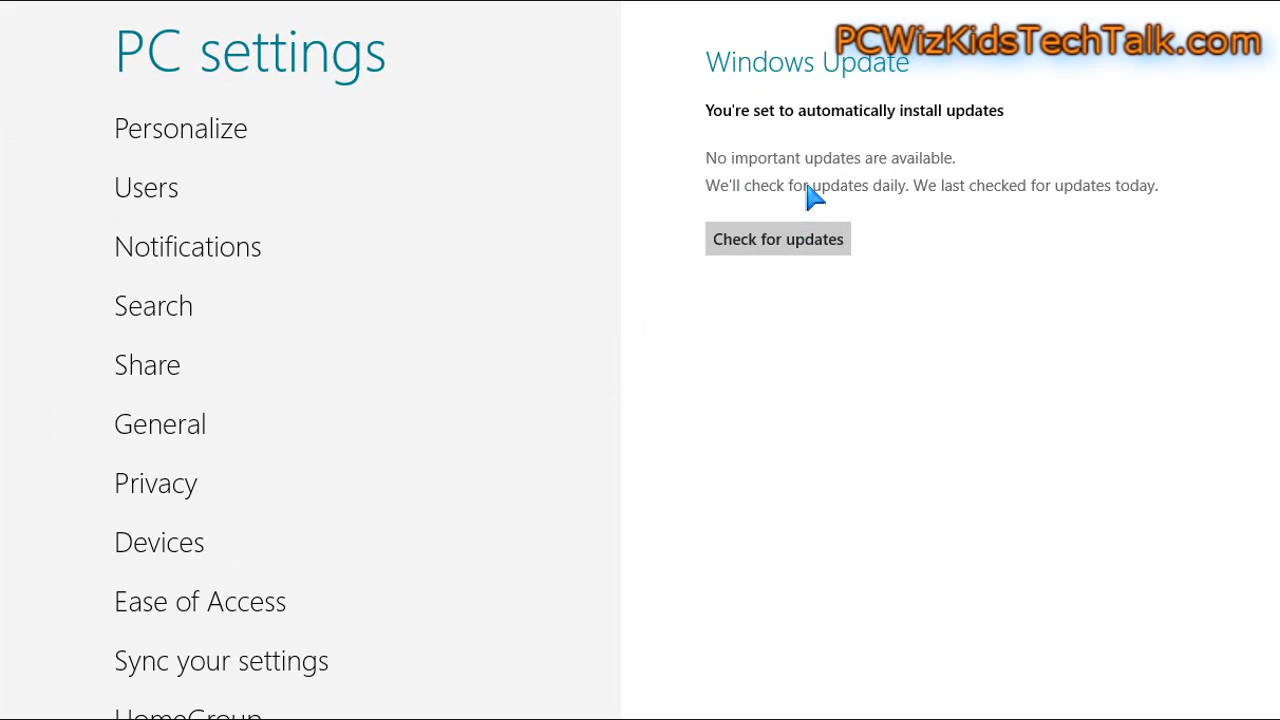 PC settings
Personalize
Users
Notifications
Search
Share
General
Privacy
Devices
Ease of Access
Sync your settings
HomeGroup
PCWizKidsTechTalk.com
Windows Update
You're set to automatically install updates
No important updates are available.
We'll check for updates daily. We last checked for updates today.
Check for updates